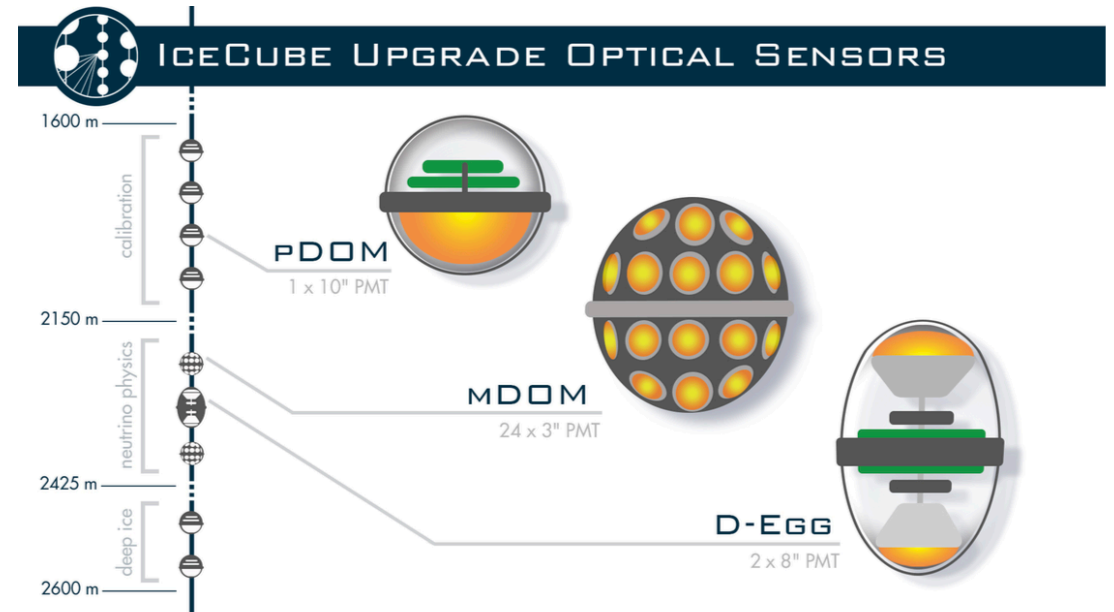 IceCube Upgrade Optical Sensors
1600 m
calibration
pDOM
1 x 10" PMT
2150 m
neutrino physics
mDOM
24 x 3" PMT
2425 m
D-Egg
2 x 8" PMT
deep ice
2600 m